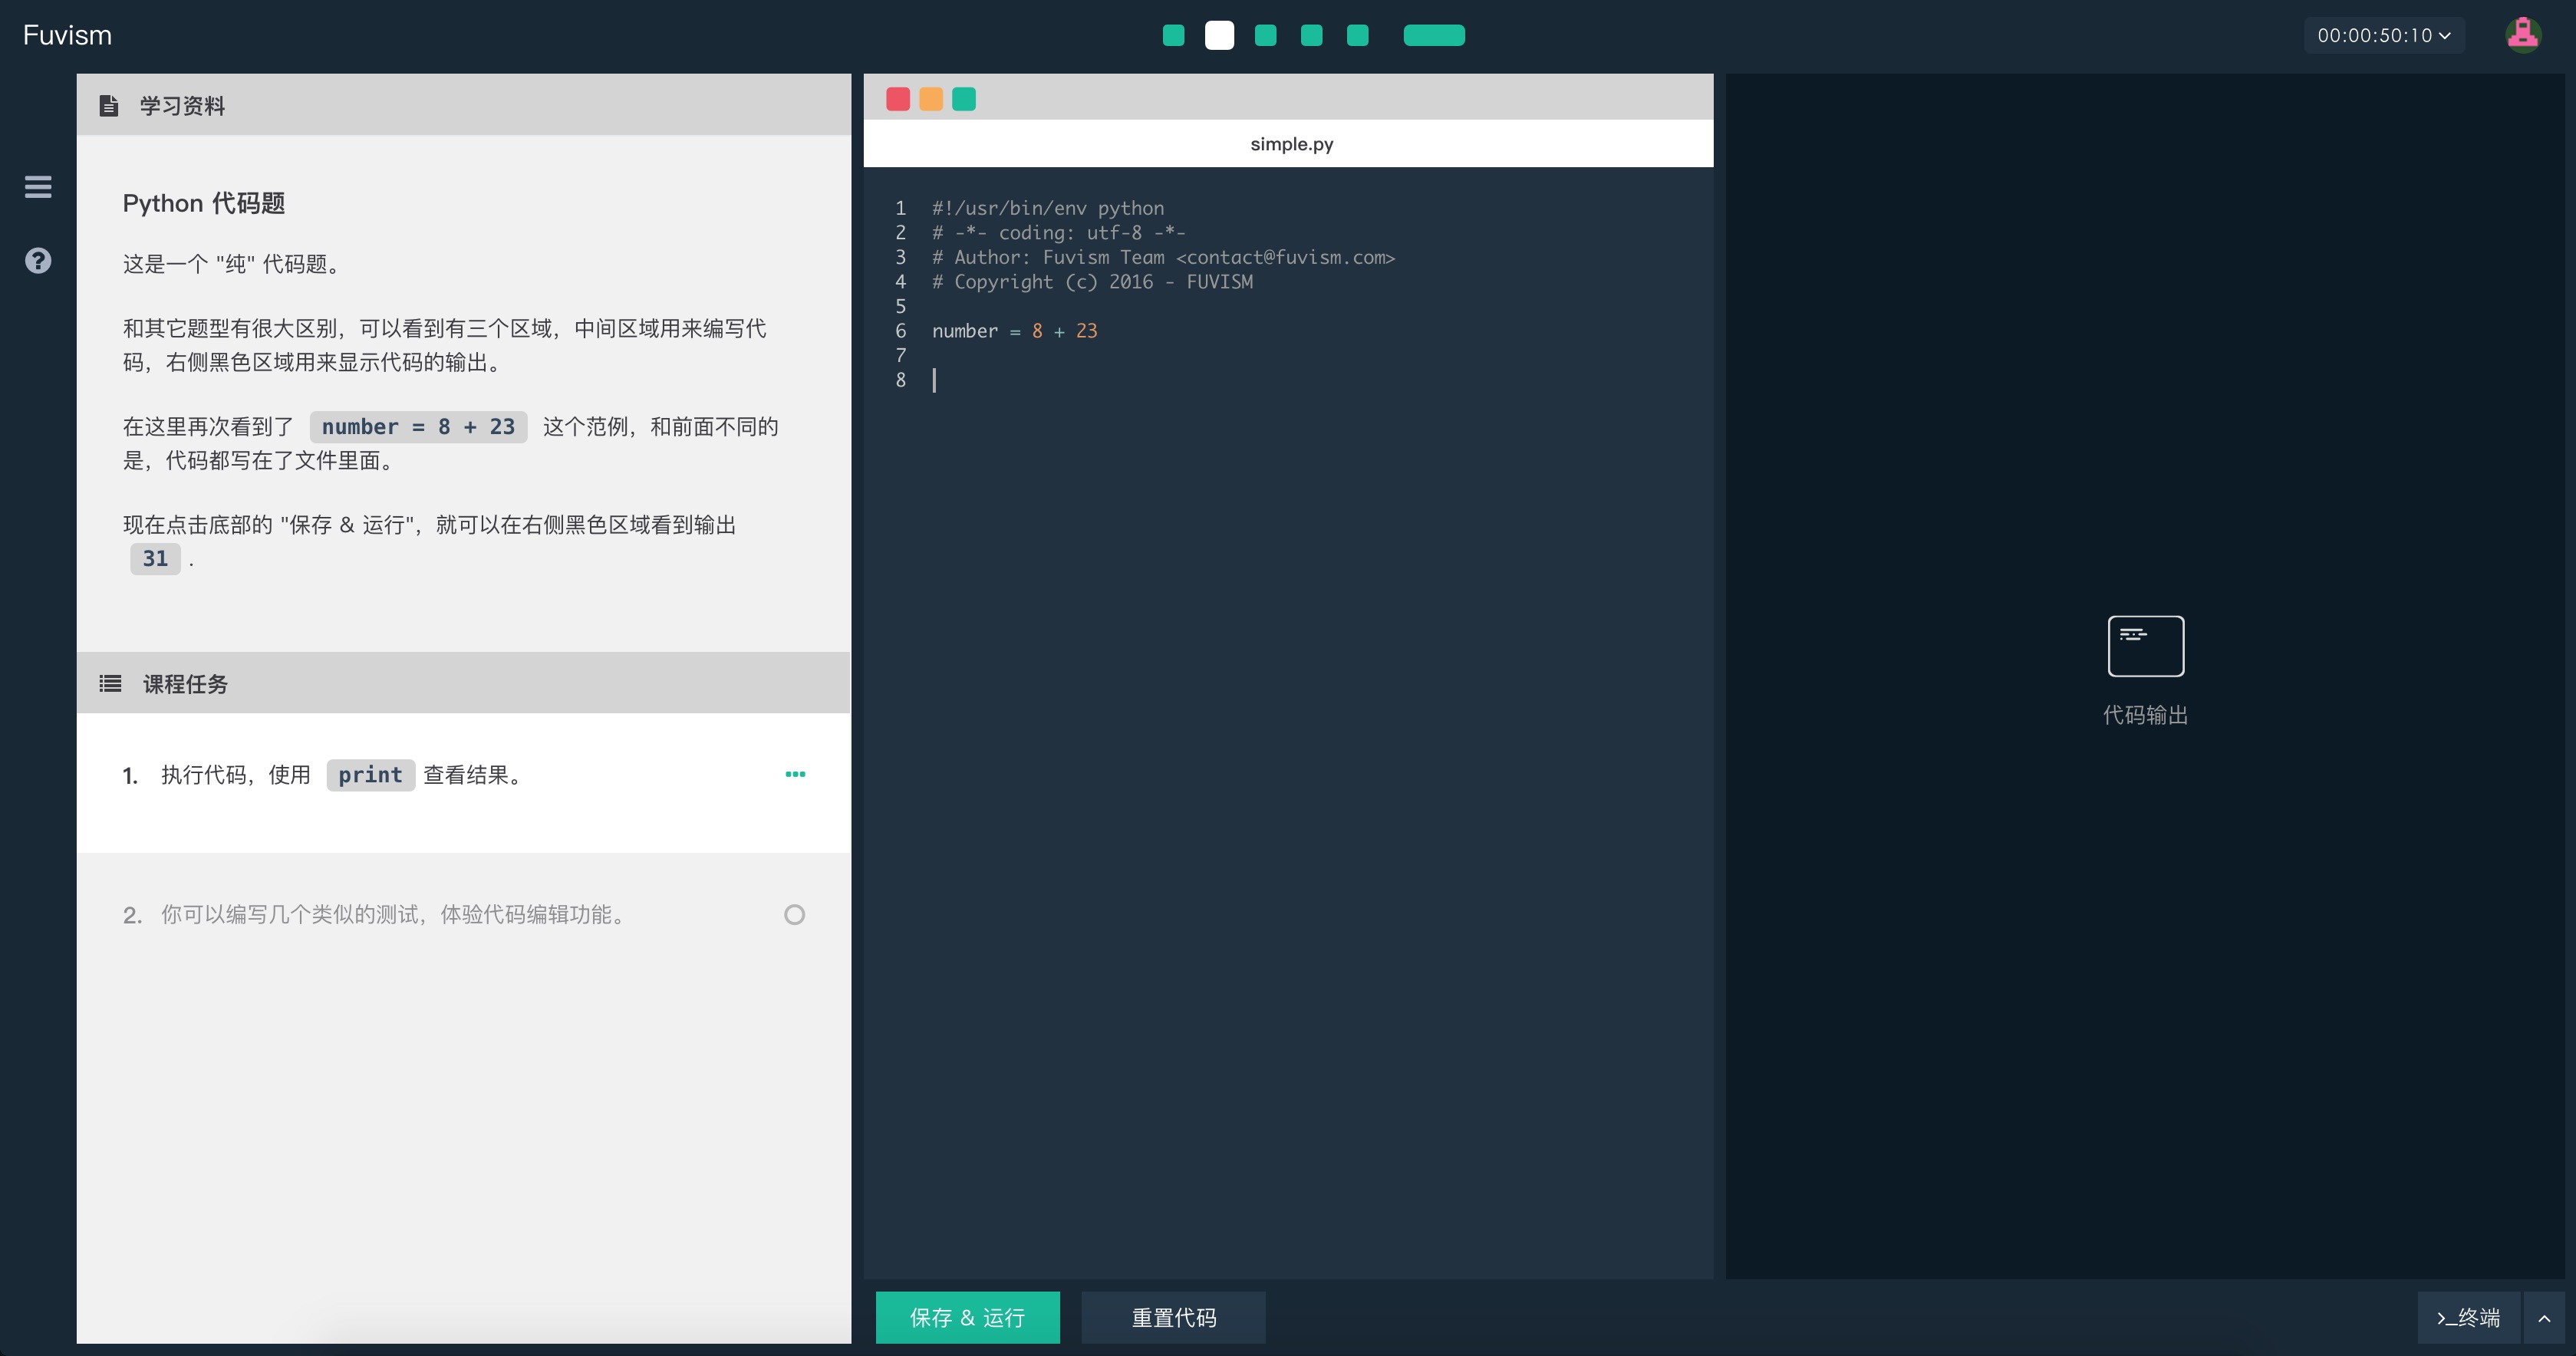 Fuvism
00:00:50:10
学习资料
Python 代码题
这是一个 "纯" 代码题。
和其它题型有很大区别，可以看到有三个区域，中间区域用来编写代
码，右侧黑色区域用来显示代码的输出。
在这里再次看到了 number = 8 + 23 这个范例，和前面不同的
是，代码都写在了文件里面。
现在点击底部的 "保存 & 运行"，就可以在右侧黑色区域看到输出
31 .
课程任务
1. 执行代码，使用 print 查看结果。
2. 你可以编写几个类似的测试，体验代码编辑功能。
simple.py
1 #!/usr/bin/env python
2 # -*- coding: utf-8 -*-
3 # Author: Fuvism Team <contact@fuvism.com>
4 # Copyright (c) 2016 - FUVISM
5
6 number = 8 + 23
7
8
代码输出
保存 & 运行
重置代码
>_终端